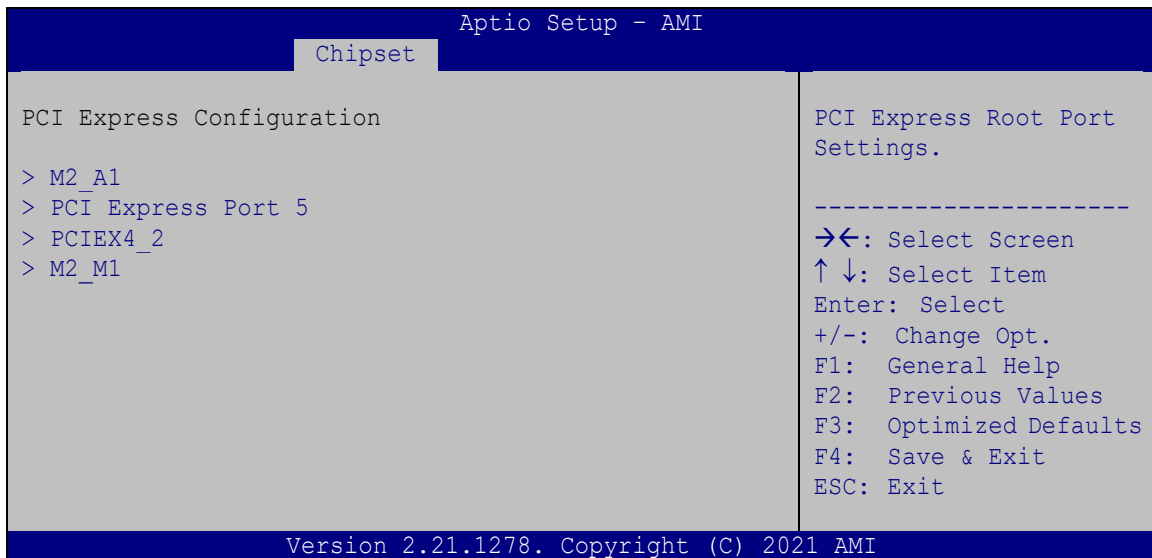 Aptio Setup – AMI
Chipset
PCI Express Configuration
> M2_A1
> PCI Express Port 5
> PCIEX4_2
> M2_M1
PCI Express Root Port
Settings.
----------------------
→←: Select Screen
↑ ↓: Select Item
Enter: Select
+/-: Change Opt.
F1: General Help
F2: Previous Values
F3: Optimized Defaults
F4: Save & Exit
ESC: Exit
Version 2.21.1278. Copyright (C) 2021 AMI